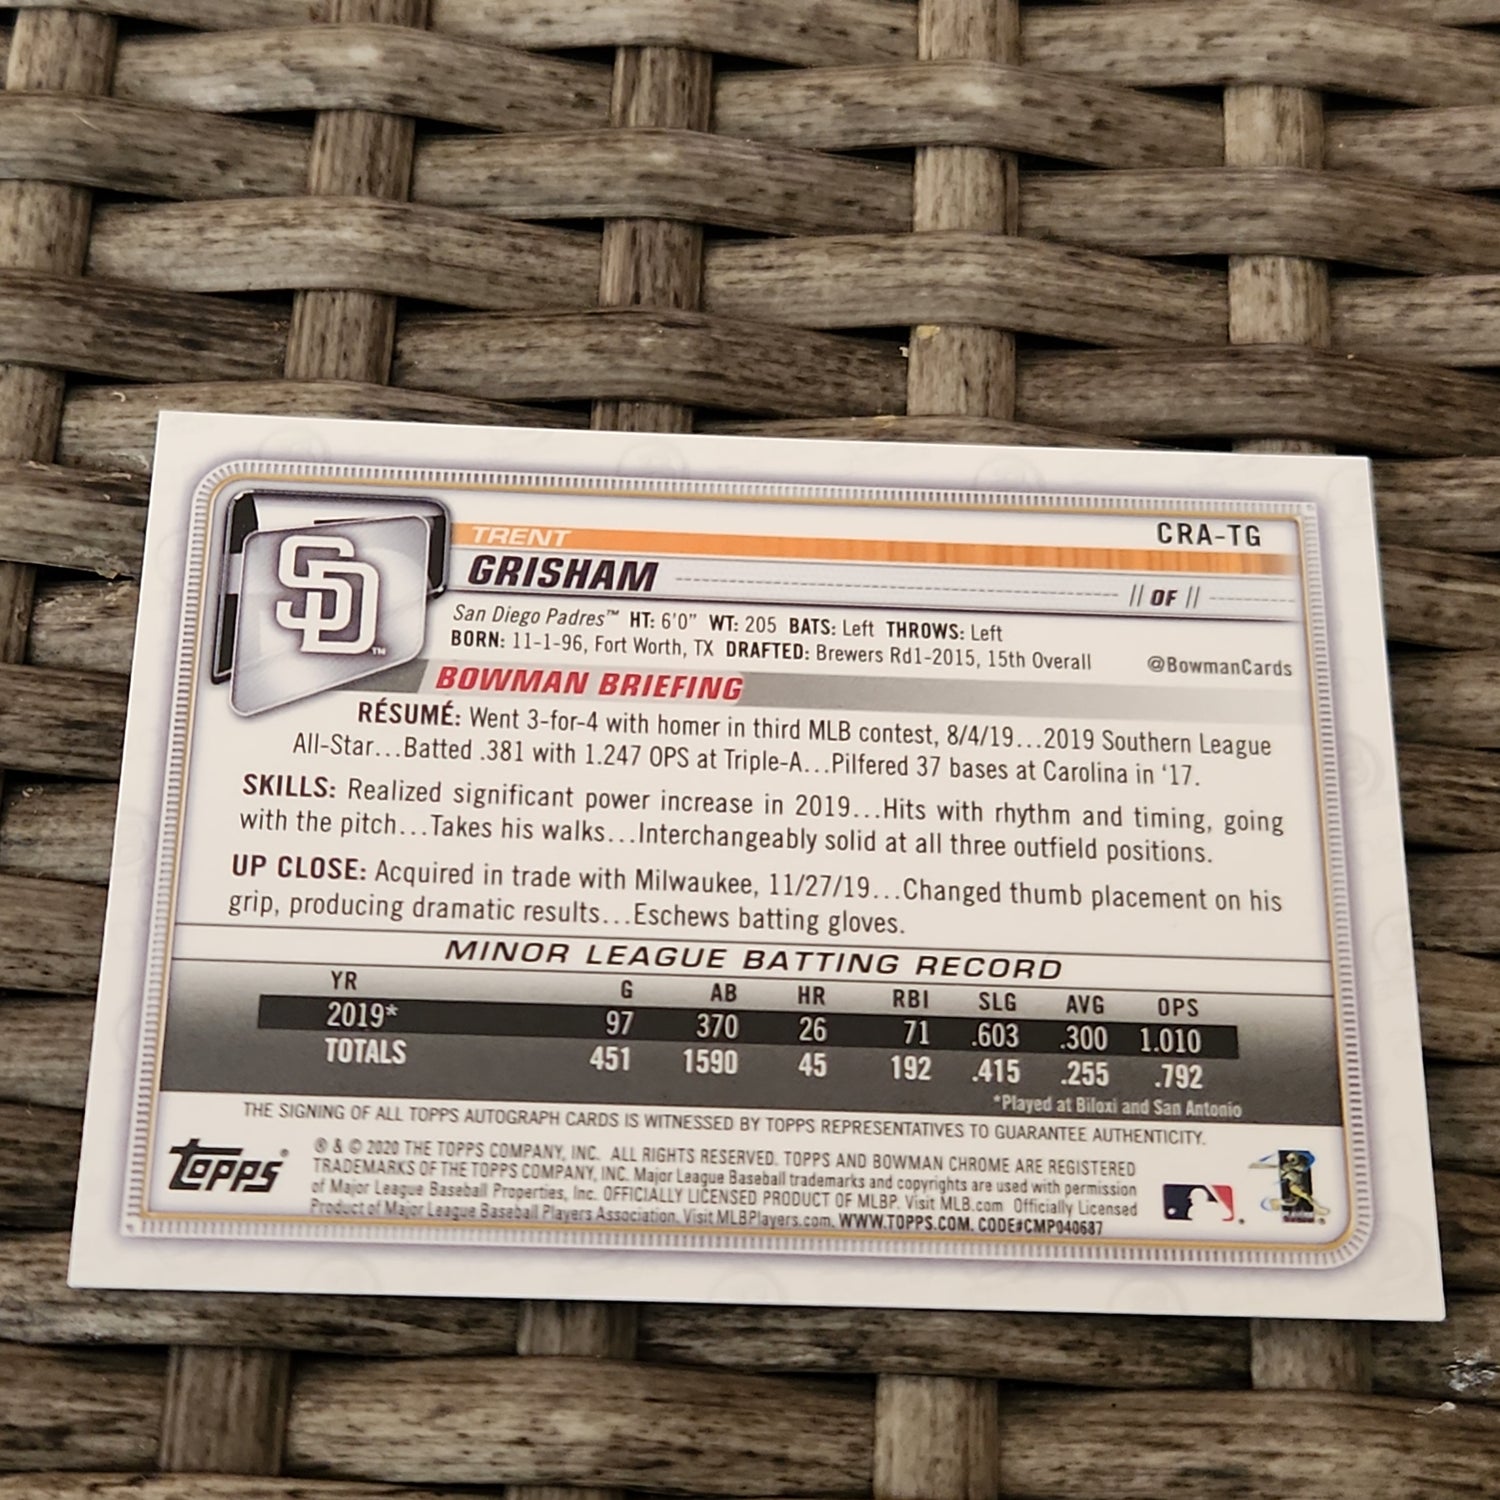 CRA-TG
TRENT
GRISHAM
// OF //
SD™
San Diego Padres™ HT: 6'0" WT: 205 BATS: Left THROWS: Left
BORN: 11-1-96, Fort Worth, TX DRAFTED: Brewers Rd1-2015, 15th Overall
@BowmanCards
BOWMAN BRIEFING
RÉSUMÉ: Went 3-for-4 with homer in third MLB contest, 8/4/19...2019 Southern League
All-Star...Batted .381 with 1.247 OPS at Triple-A...Pilfered 37 bases at Carolina in '17.
SKILLS: Realized significant power increase in 2019...Hits with rhythm and timing, going
with the pitch...Takes his walks...Interchangeably solid at all three outfield positions.
UP CLOSE: Acquired in trade with Milwaukee, 11/27/19...Changed thumb placement on his
grip, producing dramatic results...Eschews batting gloves.
MINOR LEAGUE BATTING RECORD
YR G AB HR RBI SLG AVG OPS
2019* 97 370 26 71 .603 .300 1.010
TOTALS 451 1590 45 192 .415 .255 .792
*Played at Biloxi and San Antonio
THE SIGNING OF ALL TOPPS AUTOGRAPH CARDS IS WITNESSED BY TOPPS REPRESENTATIVES TO GUARANTEE AUTHENTICITY.
topps®
® & © 2020 THE TOPPS COMPANY, INC. ALL RIGHTS RESERVED. TOPPS AND BOWMAN CHROME ARE REGISTERED
TRADEMARKS OF THE TOPPS COMPANY, INC. Major League Baseball trademarks and copyrights are used with permission
of Major League Baseball Properties, Inc. OFFICIALLY LICENSED PRODUCT OF MLBP. Visit MLB.com Officially Licensed
Product of Major League Baseball Players Association. Visit MLBPlayers.com. WWW.TOPPS.COM. CODE#CMP040687